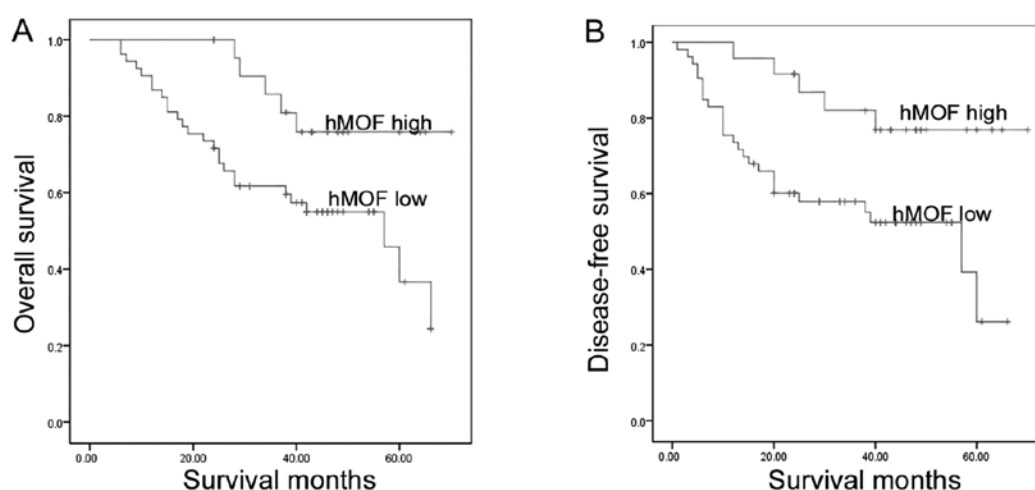 A
Overall survival
1.0
0.8
0.6
0.4
0.2
0.0
hMOF high
hMOF low
0.00 20.00 40.00 60.00
Survival months
B
Disease-free survival
1.0
0.8
0.6
0.4
0.2
0.0
hMOF high
hMOF low
0.00 20.00 40.00 60.00
Survival months